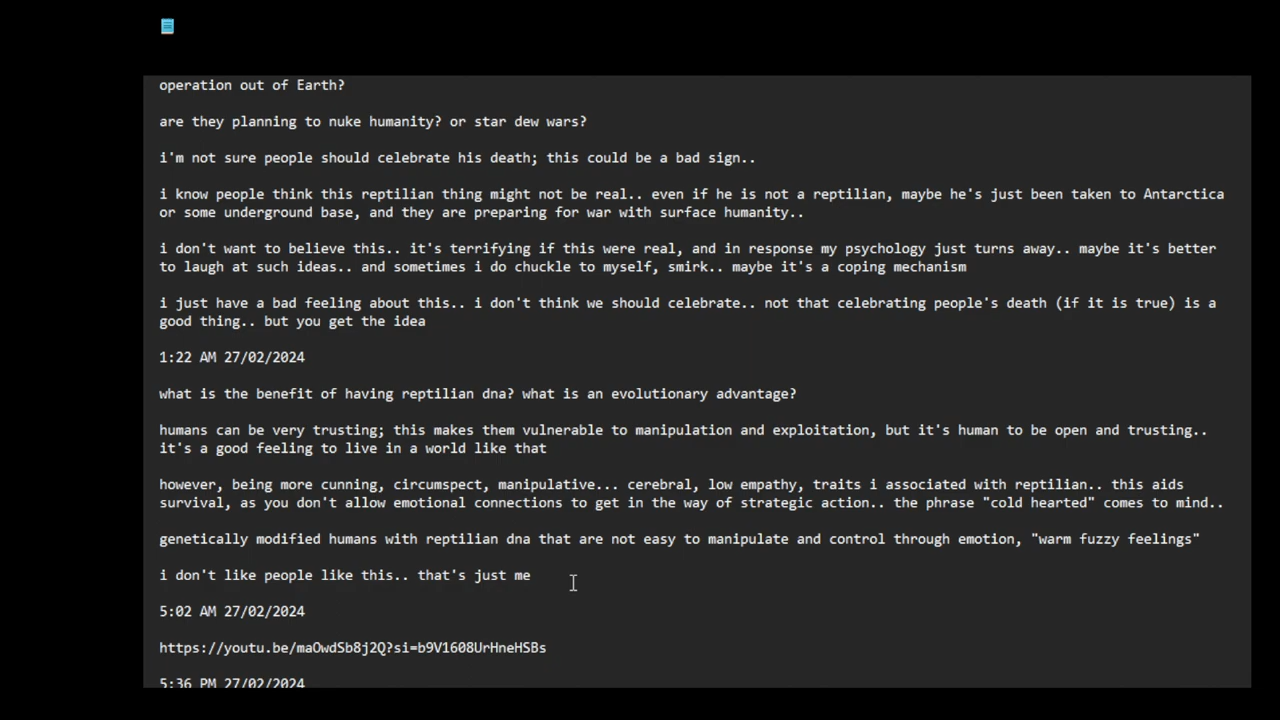 operation out of Earth?
are they planning to nuke humanity? or star dew wars?
i'm not sure people should celebrate his death; this could be a bad sign..
i know people think this reptilian thing might not be real.. even if he is not a reptilian, maybe he's just been taken to Antarctica
or some underground base, and they are preparing for war with surface humanity..
i don't want to believe this.. it's terrifying if this were real, and in response my psychology just turns away.. maybe it's better
to laugh at such ideas.. and sometimes i do chuckle to myself, smirk.. maybe it's a coping mechanism
i just have a bad feeling about this.. i don't think we should celebrate.. not that celebrating people's death (if it is true) is a
good thing.. but you get the idea
1:22 AM 27/02/2024
what is the benefit of having reptilian dna? what is an evolutionary advantage?
humans can be very trusting; this makes them vulnerable to manipulation and exploitation, but it's human to be open and trusting..
it's a good feeling to live in a world like that
however, being more cunning, circumspect, manipulative... cerebral, low empathy, traits i associated with reptilian.. this aids
survival, as you don't allow emotional connections to get in the way of strategic action.. the phrase "cold hearted" comes to mind..
genetically modified humans with reptilian dna that are not easy to manipulate and control through emotion, "warm fuzzy feelings"
i don't like people like this.. that's just me
5:02 AM 27/02/2024
https://youtu.be/maOwdSb8j2Q?si=b9V1608UrHneHSBs
5:36 PM 27/02/2024